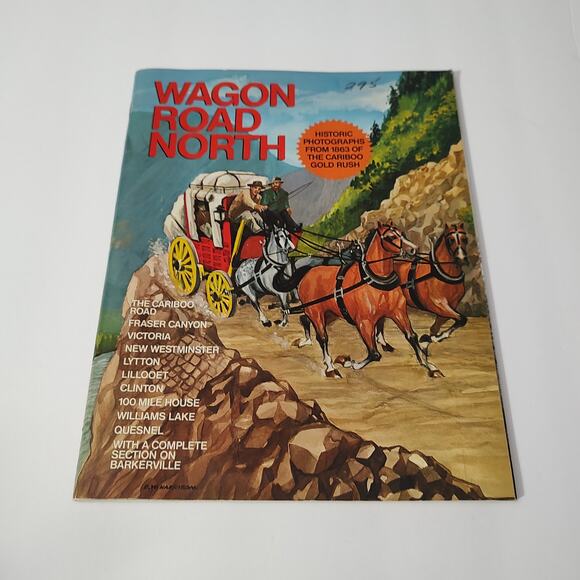 WAGON
ROAD
NORTH
295
HISTORIC
PHOTOGRAPHS
FROM 1863 OF
THE CARIBOO
GOLD RUSH
THE CARIBOO
ROAD
FRASER CANYON
VICTORIA
NEW WESTMINSTER
LYTTON
LILLOOET
CLINTON
100 MILE HOUSE
WILLIAMS LAKE
QUESNEL
WITH A COMPLETE
SECTION ON
BARKERVILLE